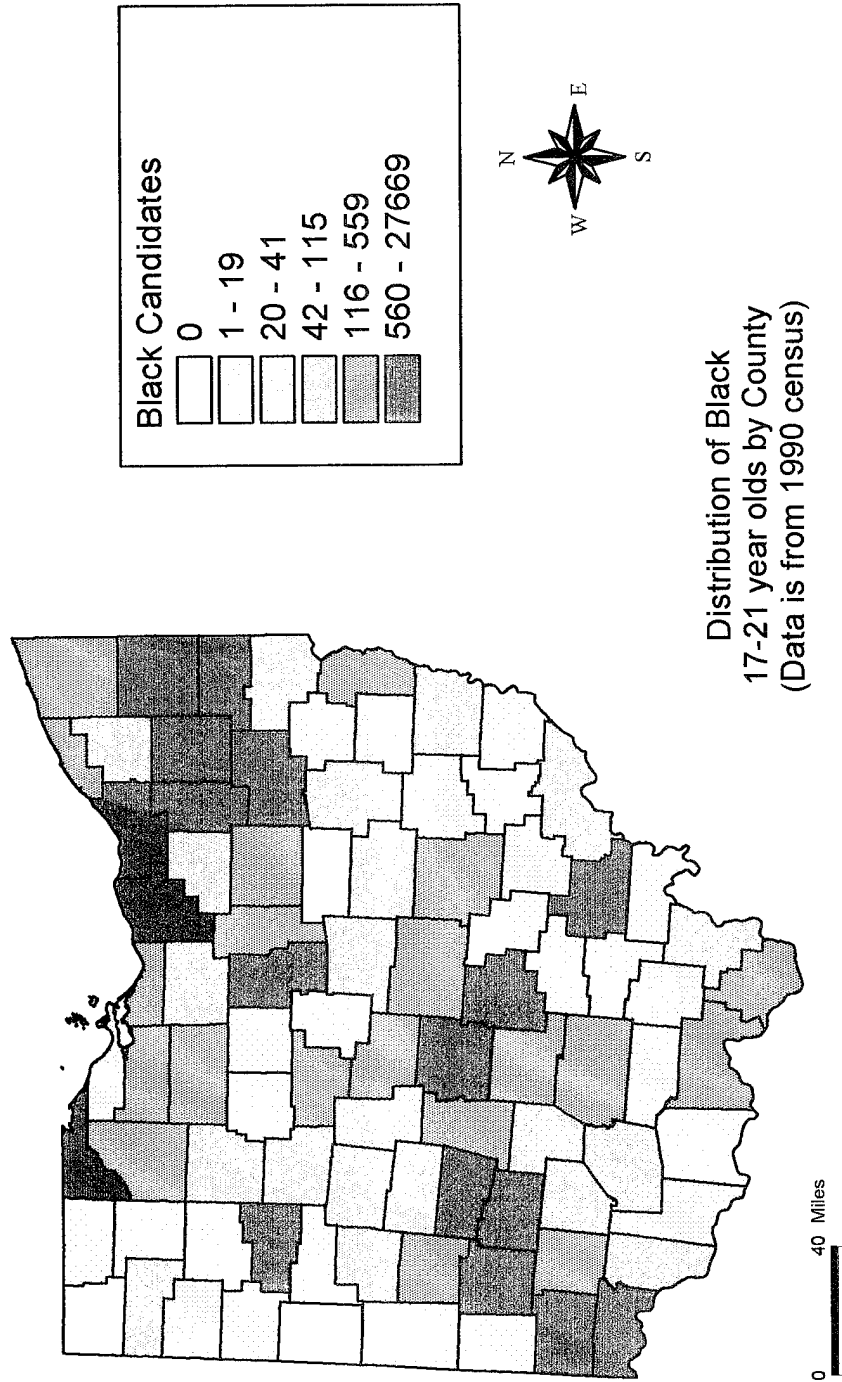 Black Candidates
0
1 - 19
20 - 41
42 - 115
116 - 559
560 - 27669
N
W
E
S
Distribution of Black
17-21 year olds by County
(Data is from 1990 census)
0
40 Miles